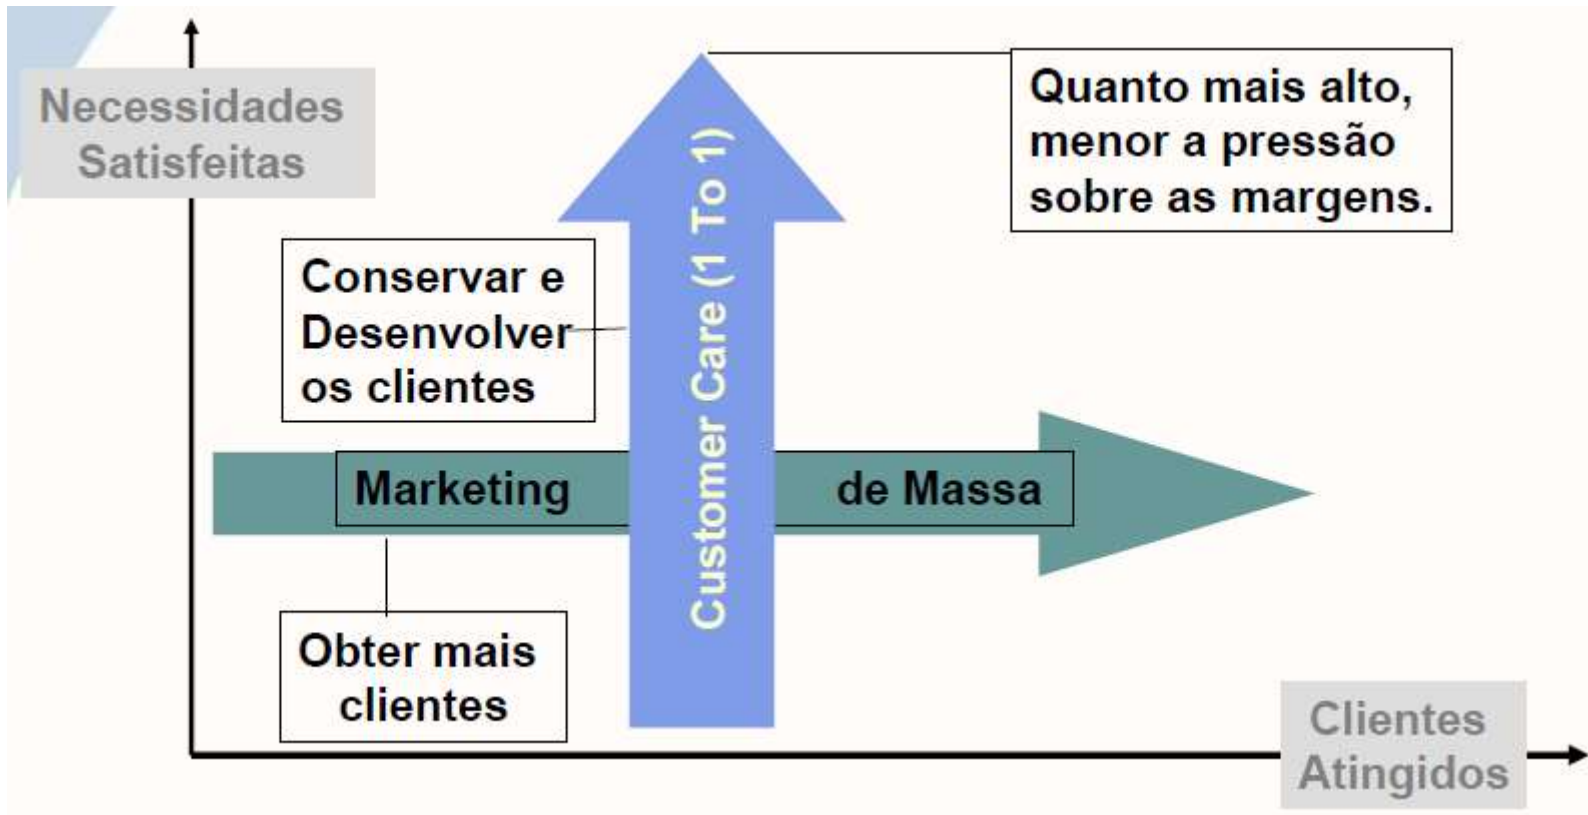 Necessidades
Satisfeitas
Quanto mais alto,
menor a pressão
sobre as margens.
Conservar e
Desenvolver
os clientes
Customer Care (1 To 1)
Marketing de Massa
Obter mais
clientes
Clientes
Atingidos